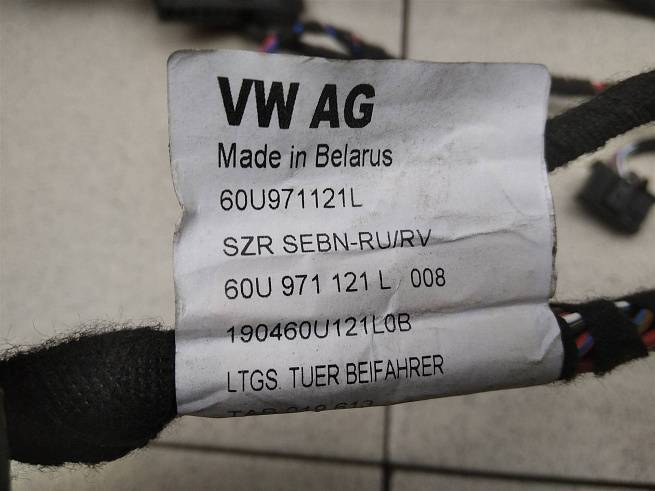 VW AG
Made in Belarus
60U971121L
SZR SEBN-RU/RV
60U 971 121 L 008
190460U121L0B
LTGS. TUER BEIFAHRER